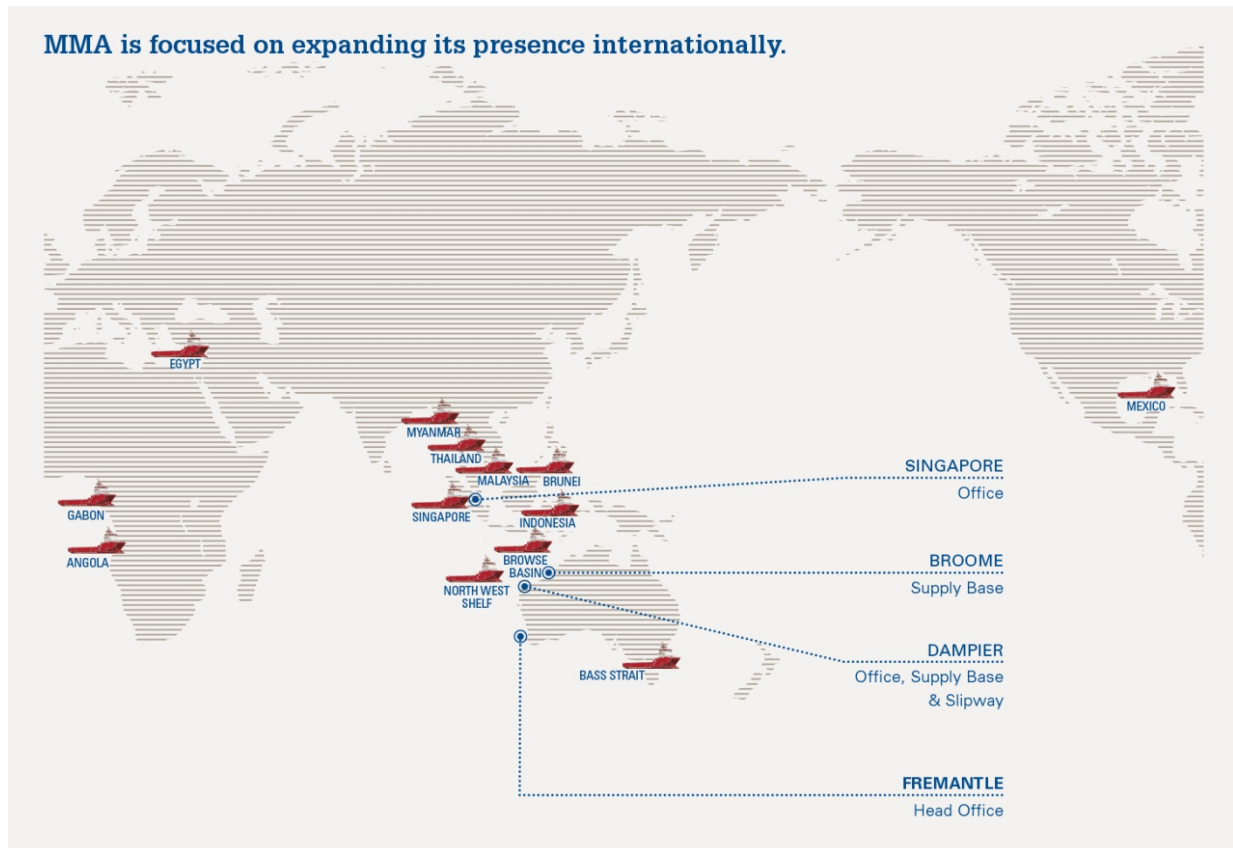 MMA is focused on expanding its presence internationally.
EGYPT
MYANMAR
THAILAND
MALAYSIA
BRUNEI
MEXICO
SINGAPORE
Office
GABON
SINGAPORE
INDONESIA
ANGOLA
BROWSE
BASIN
BROOME
Supply Base
NORTH WEST
SHELF
DAMPIER
Office, Supply Base
& Slipway
BASS STRAIT
FREMANTLE
Head Office